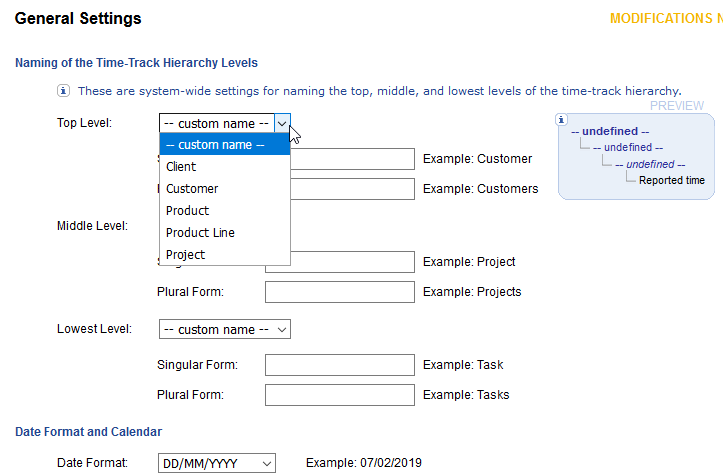 General Settings
MODIFICATIONS
Naming of the Time-Track Hierarchy Levels
These are system-wide settings for naming the top, middle, and lowest levels of the time-track hierarchy.
PREVIEW
Top Level:
-- custom name --
-- custom name --
Client
Customer
Product
Product Line
Project
Example: Customer
Example: Customers
-- undefined --
-- undefined --
-- undefined --
Reported time
Middle Level:
Example: Project
Plural Form:
Example: Projects
Lowest Level:
-- custom name --
Singular Form:
Example: Task
Plural Form:
Example: Tasks
Date Format and Calendar
Date Format:
DD/MM/YYYY
Example: 07/02/2019